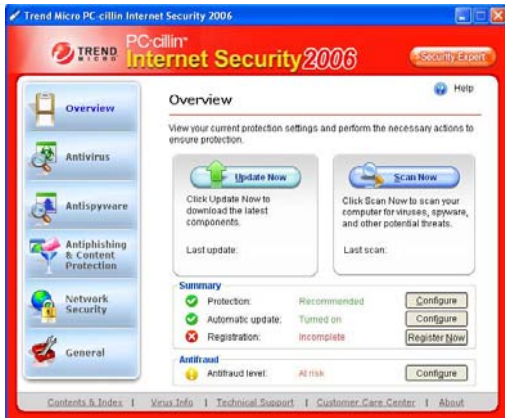 Trend Micro PC-cillin Internet Security 2006
TREND MICRO
PC-cillin™
Internet Security 2006
Security Expert
Help
Overview
Antivirus
Antispyware
Antiphishing & Content Protection
Network Security
General
Overview
View your current protection settings and perform the necessary actions to
ensure protection.
Update Now
Click Update Now to
download the latest
components.
Last update:
Scan Now
Click Scan Now to scan your
computer for viruses, spyware,
and other potential threats.
Last scan:
Summary
Protection: Recommended Configure
Automatic update: Turned on Configure
Registration: Incomplete Register Now
Antifraud
Antifraud level: At risk Configure
Contents & Index | Virus Info | Technical Support | Customer Care Center | About